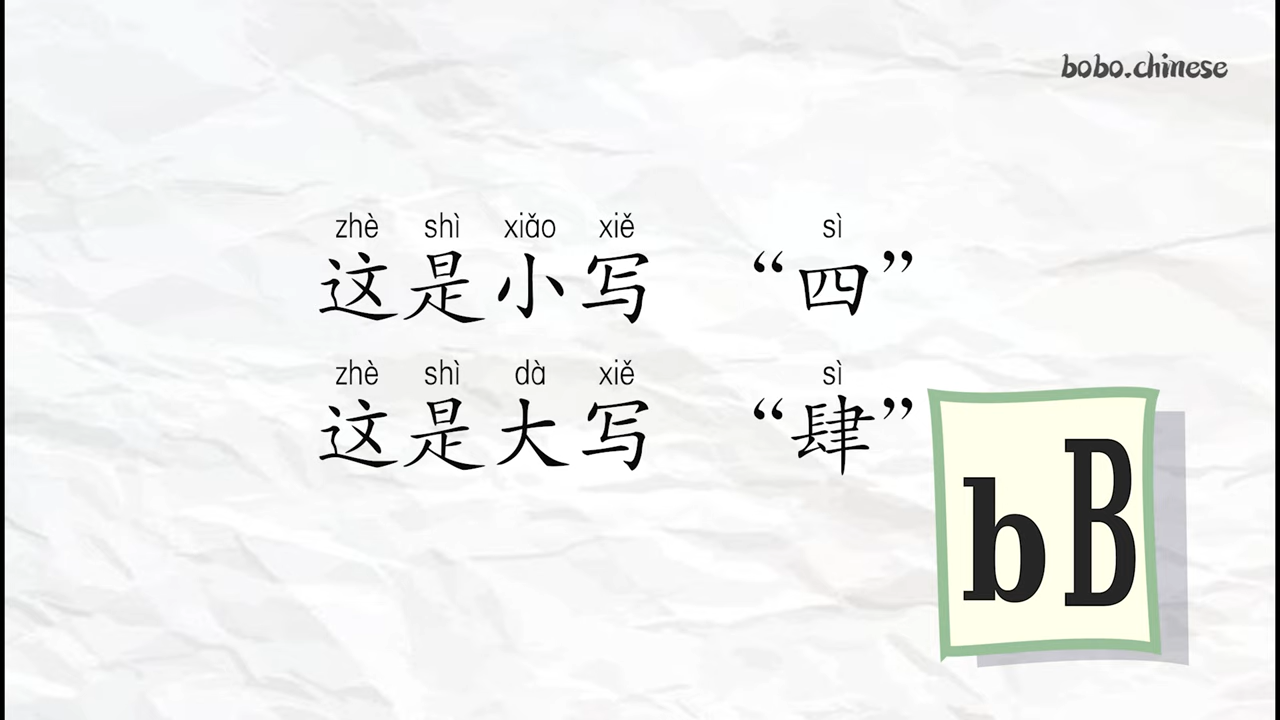 bobo.chinese
zhè shì xiǎo xiě sì
这是小写 “四”
zhè shì dà xiě sì
这是大写 “肆”
b B